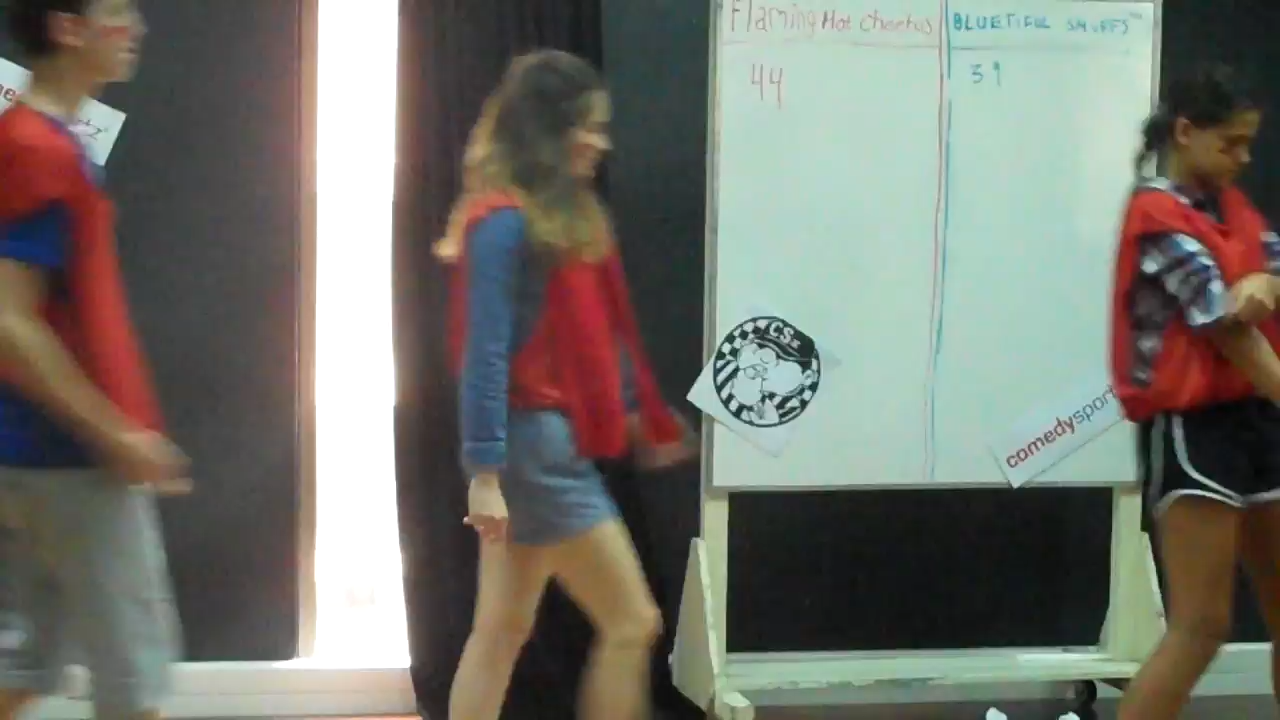 Flaming Hot Cheetos
BLUETIFUL SMURFS
44
39
CSz
comedysport